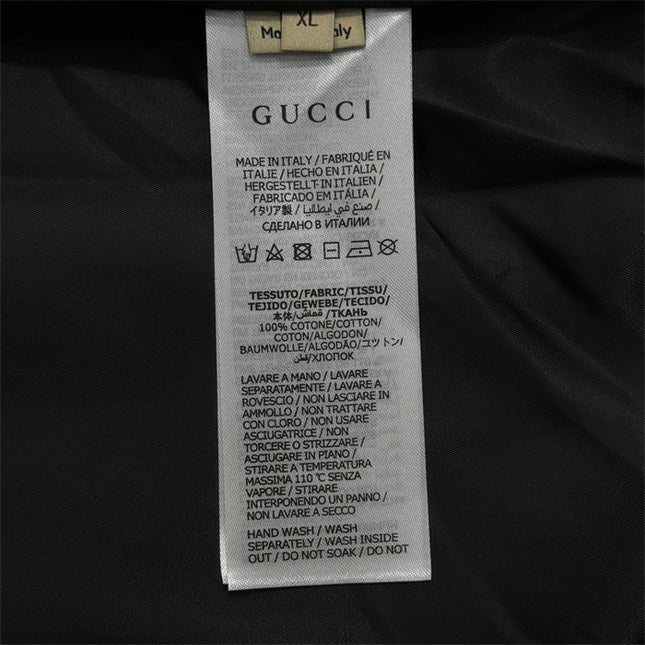 XL
GUCCI
MADE IN ITALY / FABRIQUÉ EN
ITALIE / HECHO EN ITALIA /
HERGESTELLT IN ITALIEN /
FABRICADO EM ITÁLIA /
イタリア製 / صنع في ايطاليا /
СДЕЛАНО В ИТАЛИИ
TESSUTO/FABRIC/TISSU/
TEJIDO/GEWEBE/TECIDO/
本体/قماش/ТКАНЬ
100% COTONE/COTTON/
COTON/ALGODON/
BAUMWOLLE/ALGODÃO/コットン/
قطن/ХЛОПОК
LAVARE A MANO / LAVARE
SEPARATAMENTE / LAVARE A
ROVESCIO / NON LASCIARE IN
AMMOLLO / NON TRATTARE
CON CLORO / NON USARE
ASCIUGATRICE / NON
TORCERE O STRIZZARE /
ASCIUGARE IN PIANO /
STIRARE A TEMPERATURA
MASSIMA 110 °C SENZA
VAPORE / STIRARE
INTERPONENDO UN PANNO /
NON LAVARE A SECCO
HAND WASH / WASH
SEPARATELY / WASH INSIDE
OUT / DO NOT SOAK / DO NOT